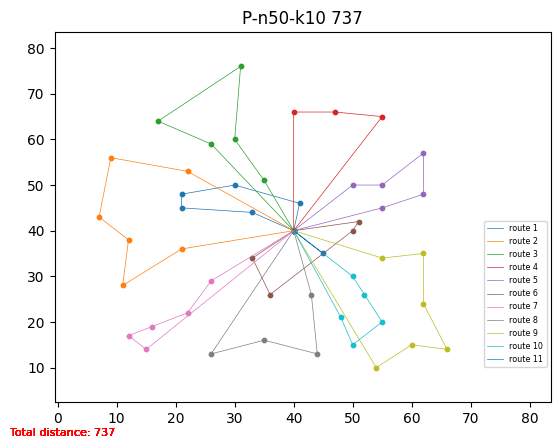 P-n50-k10 737
80
70
60
50
40
30
20
10
0 10 20 30 40 50 60 70 80
route 1
route 2
route 3
route 4
route 5
route 6
route 7
route 8
route 9
route 10
route 11
Total distance: 737